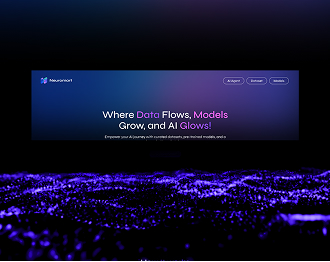 Neuromart
AI Agent
Dataset
Models
Where Data Flows, Models
Grow, and AI Glows!
Empower your AI journey with curated datasets, pre-trained models, and a